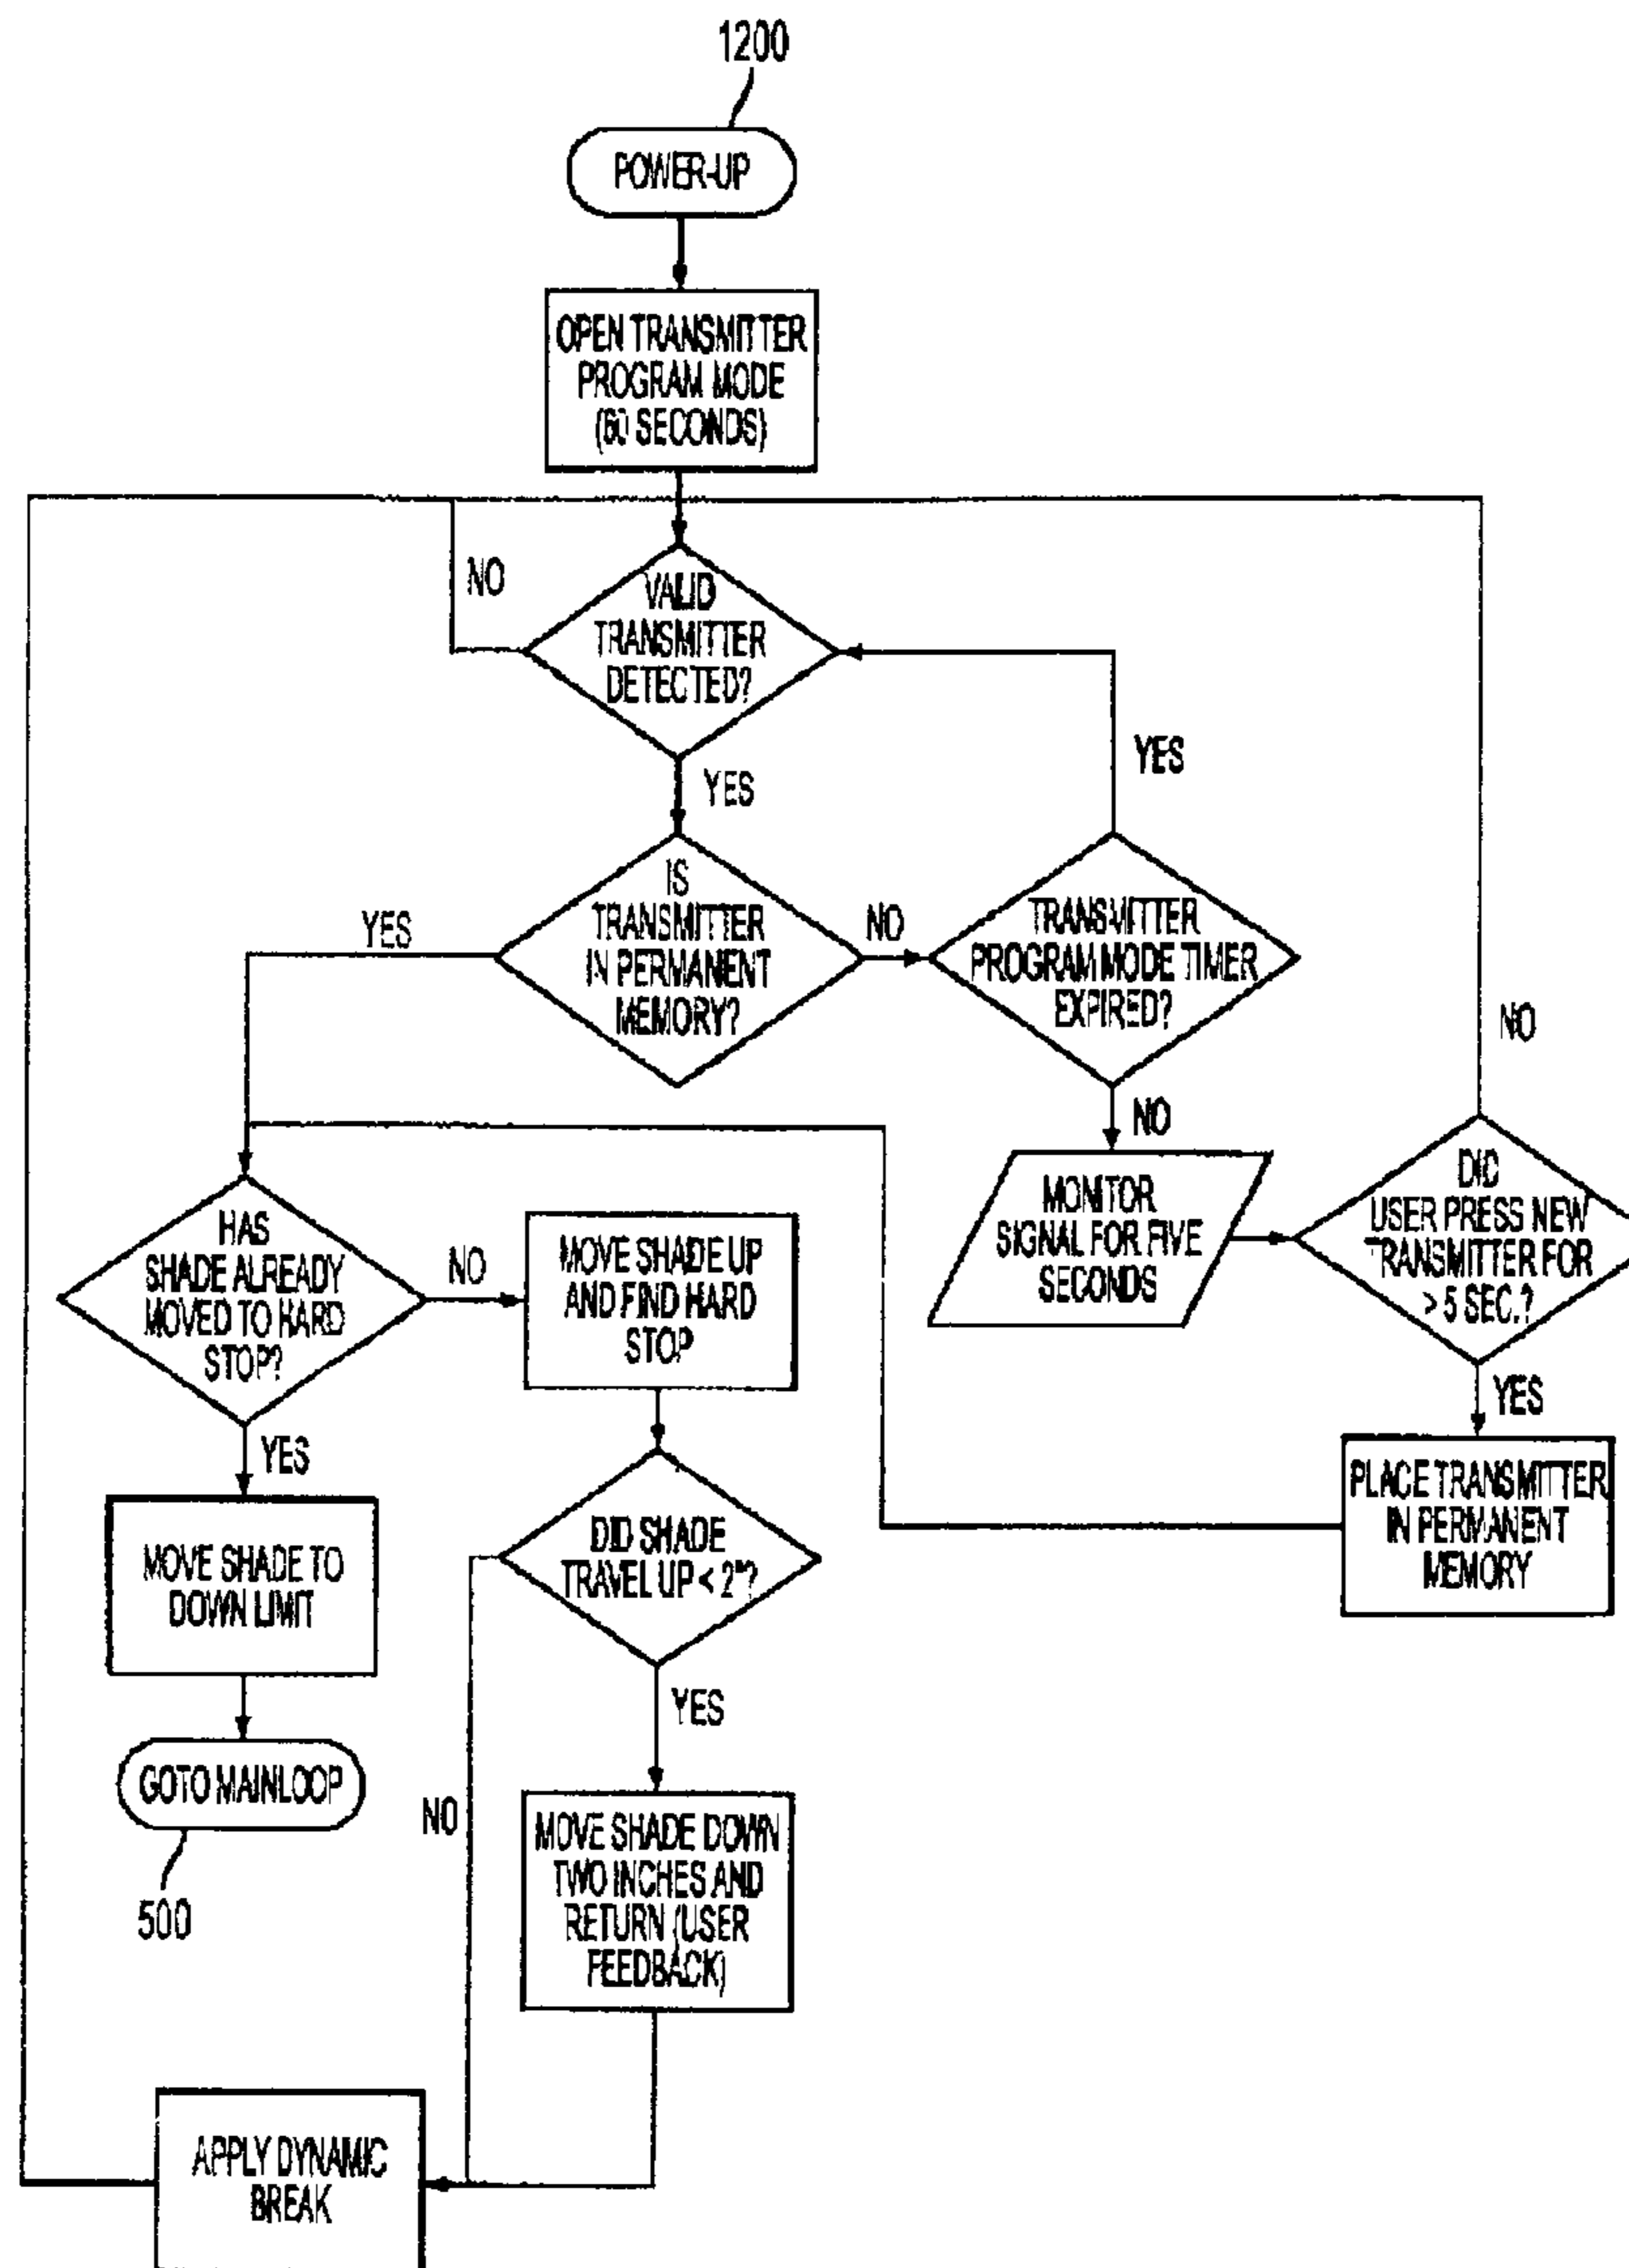 1200
POWER-UP
OPEN TRANSMITTER
PROGRAM MODE
(60 SECONDS)
NO
VALID
TRANSMITTER
DETECTED?
YES
YES
IS
TRANSMITTER
IN PERMANENT
MEMORY?
YES
NO
TRANSMITTER
PROGRAM MODE TIMER
EXPIRED?
NO
NO
MONITOR
SIGNAL FOR FIVE
SECONDS
DID
USER PRESS NEW
TRANSMITTER FOR
> 5 SEC.?
HAS
SHADE ALREADY
MOVED TO HARD
STOP?
NO
MOVE SHADE UP
AND FIND HARD
STOP
YES
YES
PLACE TRANSMITTER
IN PERMANENT
MEMORY
MOVE SHADE TO
DOWN LIMIT
DID SHADE
TRAVEL UP < 2"?
YES
GOTO MAINLOOP
500
NO
MOVE SHADE DOWN
TWO INCHES AND
RETURN (USER
FEEDBACK)
APPLY DYNAMIC
BREAK